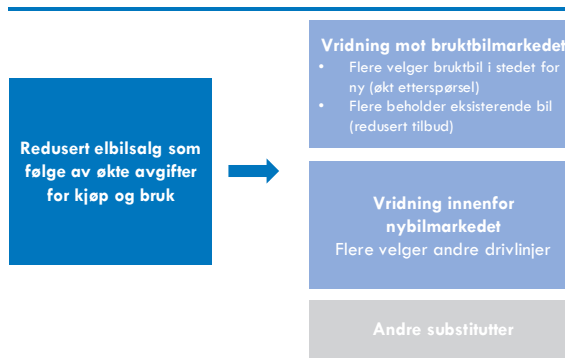 Redusert elbilsalg som
følge av økte avgifter
for kjøp og bruk
Vridning mot bruktbilmarkedet
• Flere velger bruktbil i stedet for
ny (økt etterspørsel)
• Flere beholder eksisterende bil
(redusert tilbud)
Vridning innenfor
nybilmarkedet
Flere velger andre drivlinjer
Andre substitutter